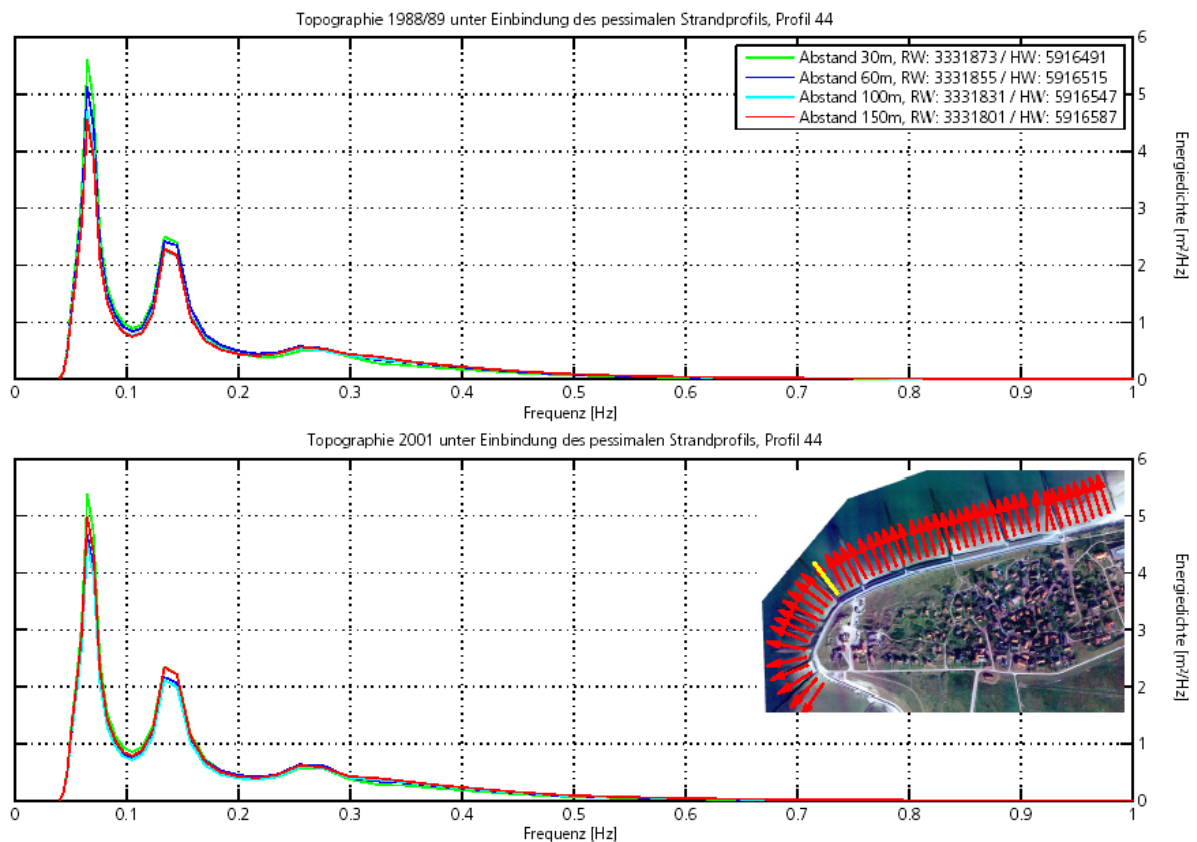 Topographie 1988/89 unter Einbindung des pessimalen Strandprofils, Profil 44
Abstand 30m, RW: 3331873 / HW: 5916491
Abstand 60m, RW: 3331855 / HW: 5916515
Abstand 100m, RW: 3331831 / HW: 5916547
Abstand 150m, RW: 3331801 / HW: 5916587
6
5
4
3
2
1
0
Energiedichte [m²/Hz]
0 0.1 0.2 0.3 0.4 0.5 0.6 0.7 0.8 0.9 1
Frequenz [Hz]
Topographie 2001 unter Einbindung des pessimalen Strandprofils, Profil 44
6
5
4
3
2
1
0
Energiedichte [m²/Hz]
0 0.1 0.2 0.3 0.4 0.5 0.6 0.7 0.8 0.9 1
Frequenz [Hz]